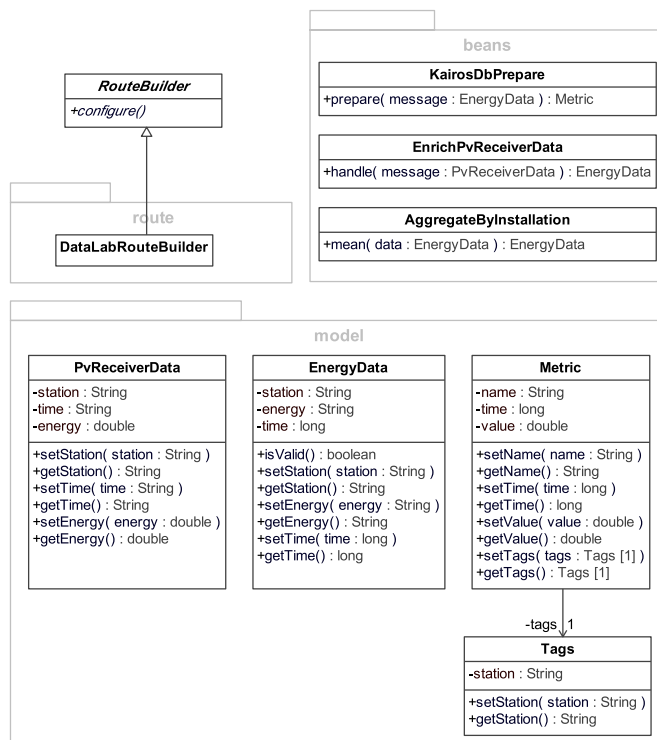 beans
KairosDbPrepare
+prepare( message : EnergyData ) : Metric
EnrichPvReceiverData
+handle( message : PvReceiverData ) : EnergyData
AggregateByInstallation
+mean( data : EnergyData ) : EnergyData
RouteBuilder
+configure()
route
DataLabRouteBuilder
model
PvReceiverData
-station : String
-time : String
-energy : double
+setStation( station : String )
+getStation() : String
+setTime( time : String )
+getTime() : String
+setEnergy( energy : double )
+getEnergy() : double
EnergyData
-station : String
-energy : String
-time : long
+isValid() : boolean
+setStation( station : String )
+getStation() : String
+setEnergy( energy : String )
+getEnergy() : String
+setTime( time : long )
+getTime() : long
Metric
-name : String
-time : long
-value : double
+setName( name : String )
+getName() : String
+setTime( time : long )
+getTime() : long
+setValue( value : double )
+getValue() : double
+setTags( tags : Tags [1] )
+getTags() : Tags [1]
-tags 1
Tags
-station : String
+setStation( station : String )
+getStation() : String